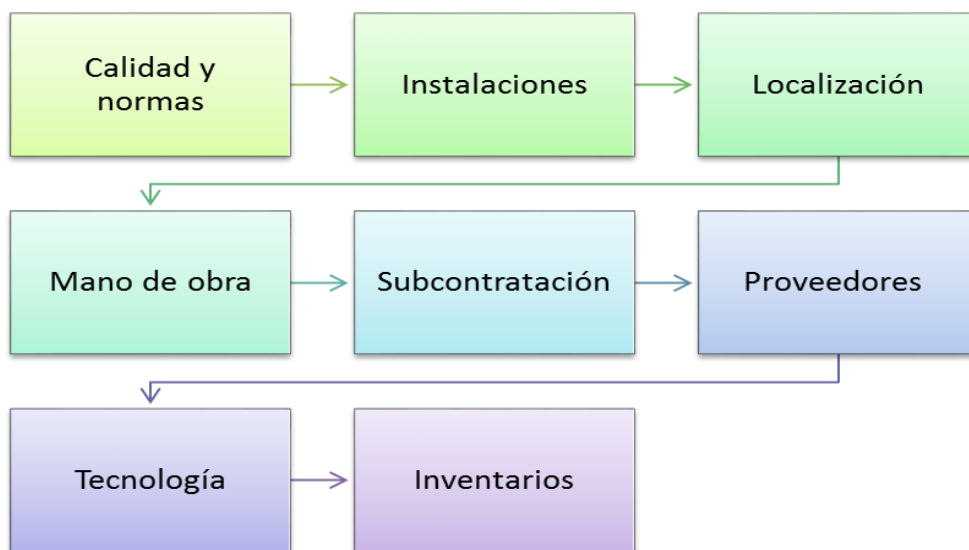 Calidad y
normas
Instalaciones
Localización
Mano de obra
Subcontratación
Proveedores
Tecnología
Inventarios